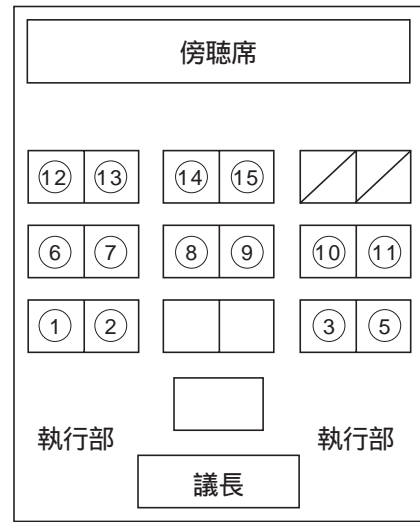 傍聴席
⑫ ⑬ ⑭ ⑮
⑥ ⑦ ⑧ ⑨ ⑩ ⑪
① ② ③ ⑤
執行部 執行部
議長